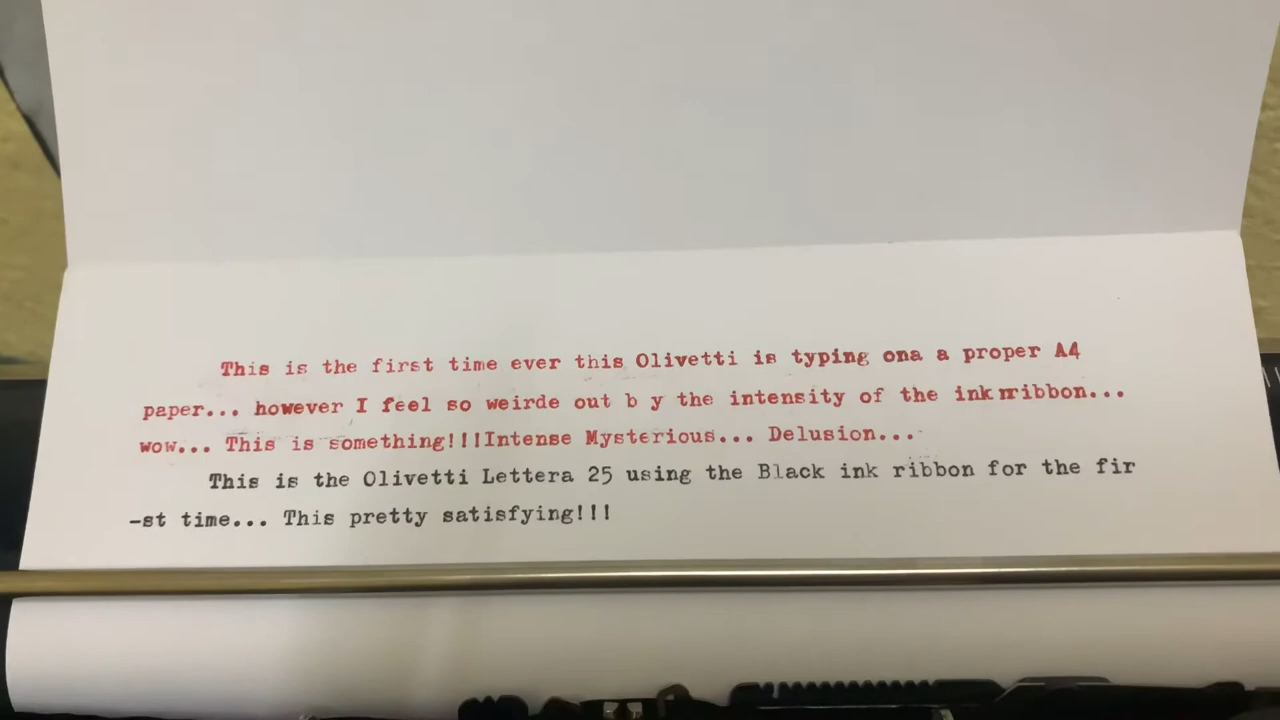 This is the first time ever this Olivetti is typing ona a proper A4
paper... however I feel so weirde out b y the intensity of the ink rribbon...
wow... This is something!!!Intense Mysterious... Delusion...
This is the Olivetti Lettera 25 using the Black ink ribbon for the fir
-st time... This pretty satisfying!!!